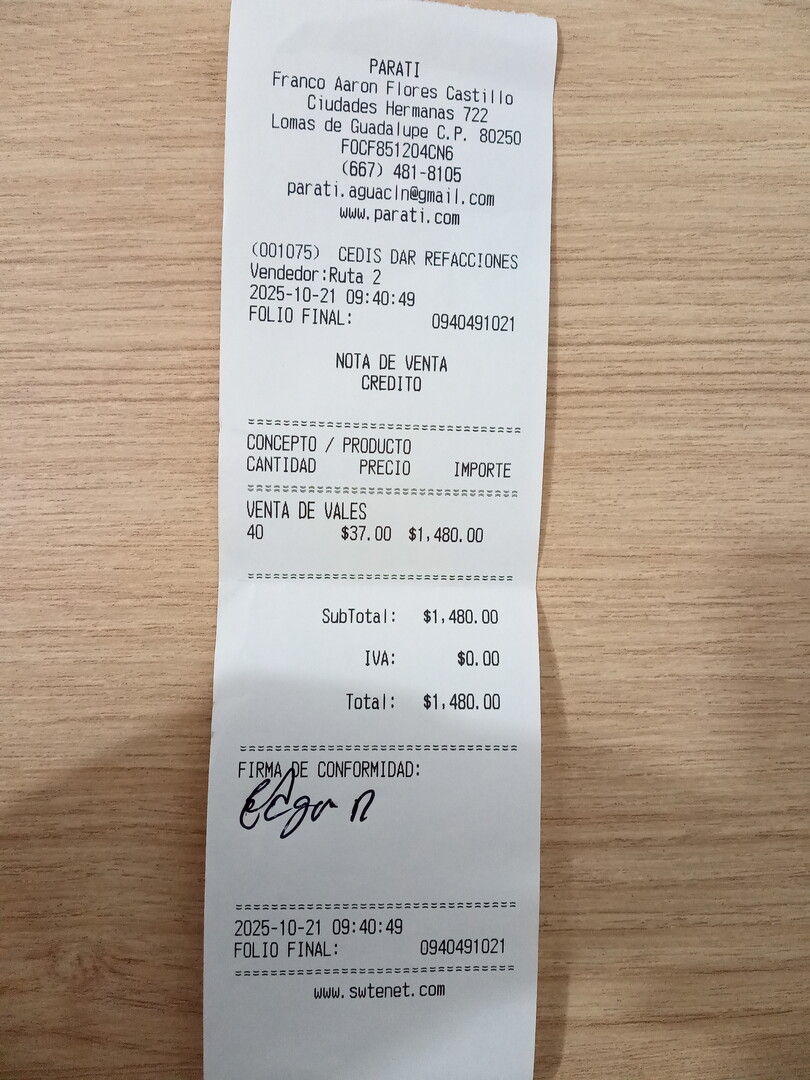 PARATI
Franco Aaron Flores Castillo
Ciudades Hermanas 722
Lomas de Guadalupe C.P. 80250
FOCF851204CN6
(667) 481-8105
parati.aguacln@gmail.com
www.parati.com
(001075) CEDIS DAR REFACCIONES
Vendedor:Ruta 2
2025-10-21 09:40:49
FOLIO FINAL: 0940491021
NOTA DE VENTA
CREDITO
==============================
CONCEPTO / PRODUCTO
CANTIDAD PRECIO IMPORTE
==============================
VENTA DE VALES
40 $37.00 $1,480.00
==============================
SubTotal: $1,480.00
IVA: $0.00
Total: $1,480.00
==============================
FIRMA DE CONFORMIDAD:
Edgar
==============================
2025-10-21 09:40:49
FOLIO FINAL: 0940491021
==============================
www.swtenet.com